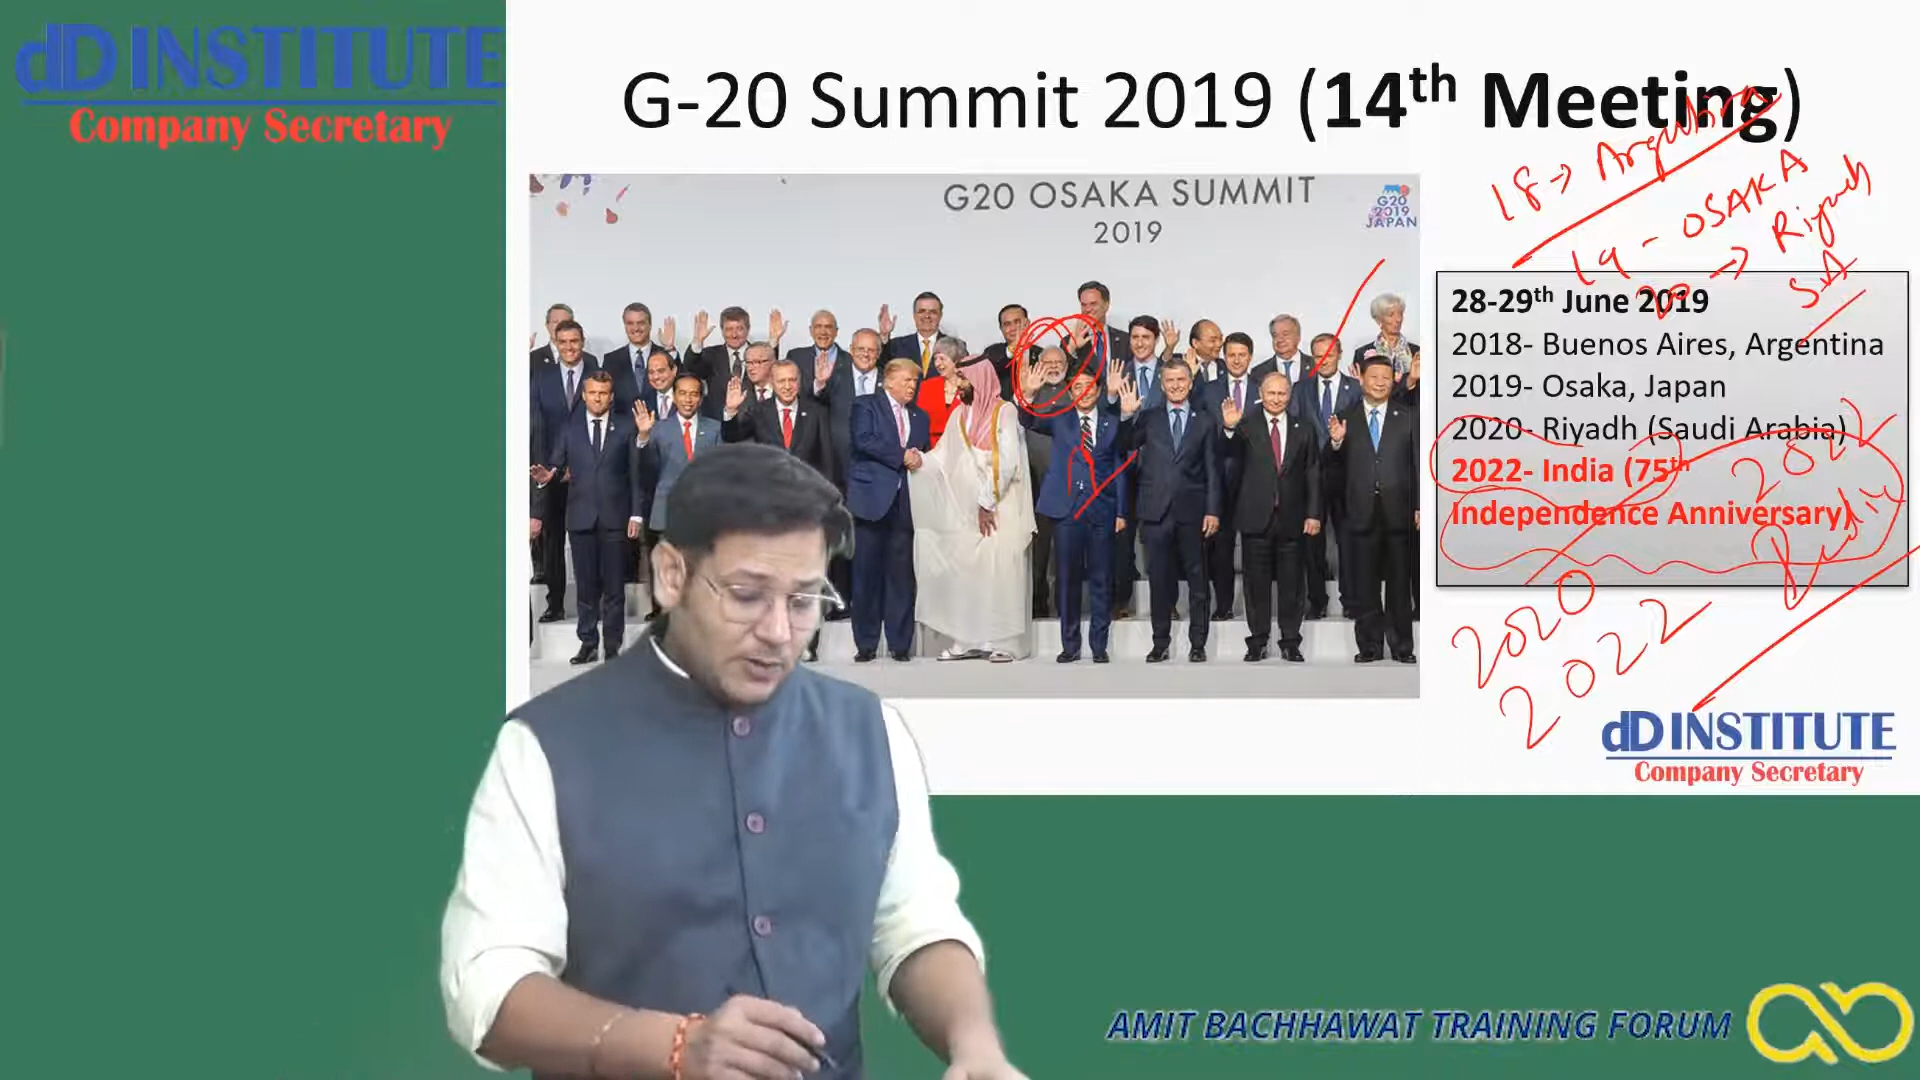 dD INSTITUTE
Company Secretary
G-20 Summit 2019 (14th Meeting)
18→ Argentina
19 - OSAKA
20 → Riyadh
S.A
G20 OSAKA SUMMIT
2019
G20
2019
JAPAN
28-29th June 2019
2018- Buenos Aires, Argentina
2019- Osaka, Japan
2020- Riyadh (Saudi Arabia)
2022- India (75th
Independence Anniversary)
2022
2020
2022
dD INSTITUTE
Company Secretary
AMIT BACHHAWAT TRAINING FORUM